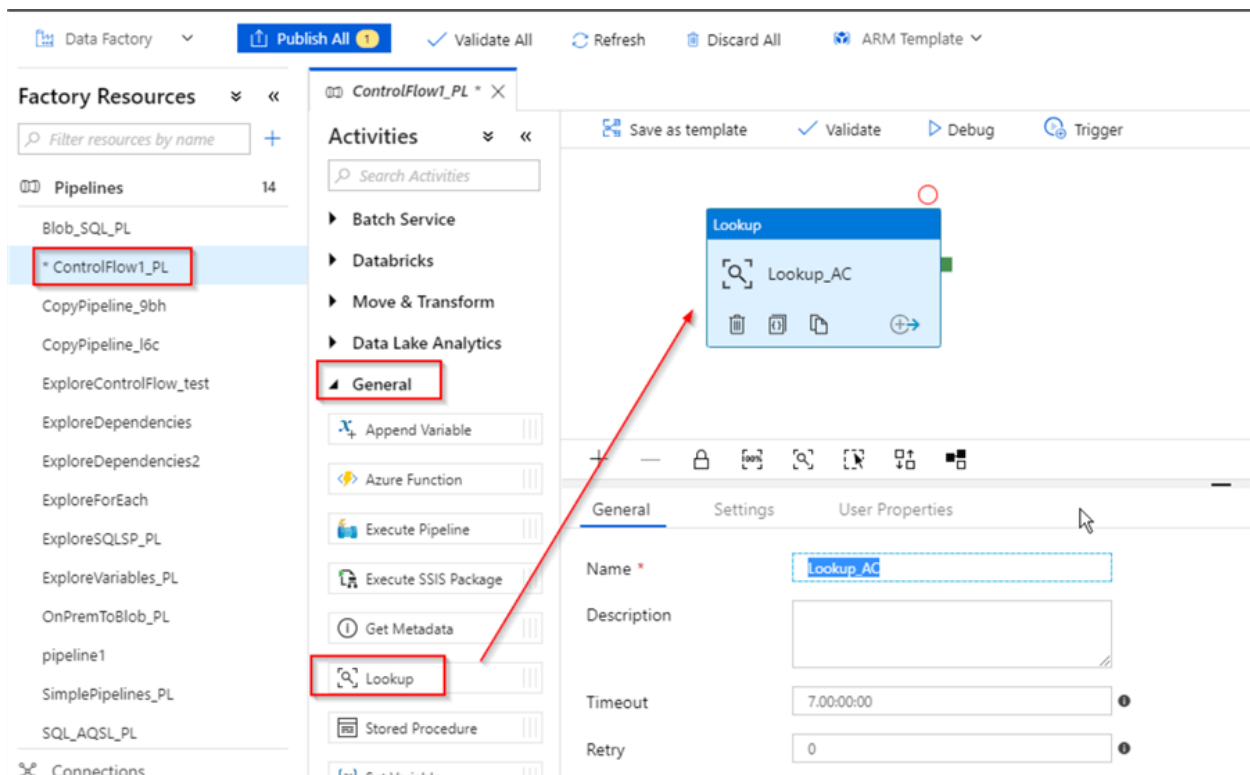 Data Factory
Publish All 1
Validate All
Refresh
Discard All
ARM Template
Factory Resources
Filter resources by name
Pipelines 14
Blob_SQL_PL
* ControlFlow1_PL
CopyPipeline_9bh
CopyPipeline_l6c
ExploreControlFlow_test
ExploreDependencies
ExploreDependencies2
ExploreForEach
ExploreSQLSP_PL
ExploreVariables_PL
OnPremToBlob_PL
pipeline1
SimplePipelines_PL
SQL_AQSL_PL
Connections
ControlFlow1_PL *
Activities
Search Activities
Batch Service
Databricks
Move & Transform
Data Lake Analytics
General
Append Variable
Azure Function
Execute Pipeline
Execute SSIS Package
Get Metadata
Lookup
Stored Procedure
Set Variable
Save as template
Validate
Debug
Trigger
Lookup
Lookup_AC
100%
General
Settings
User Properties
Name *
Lookup_AC
Description
Timeout
7.00:00:00
Retry
0